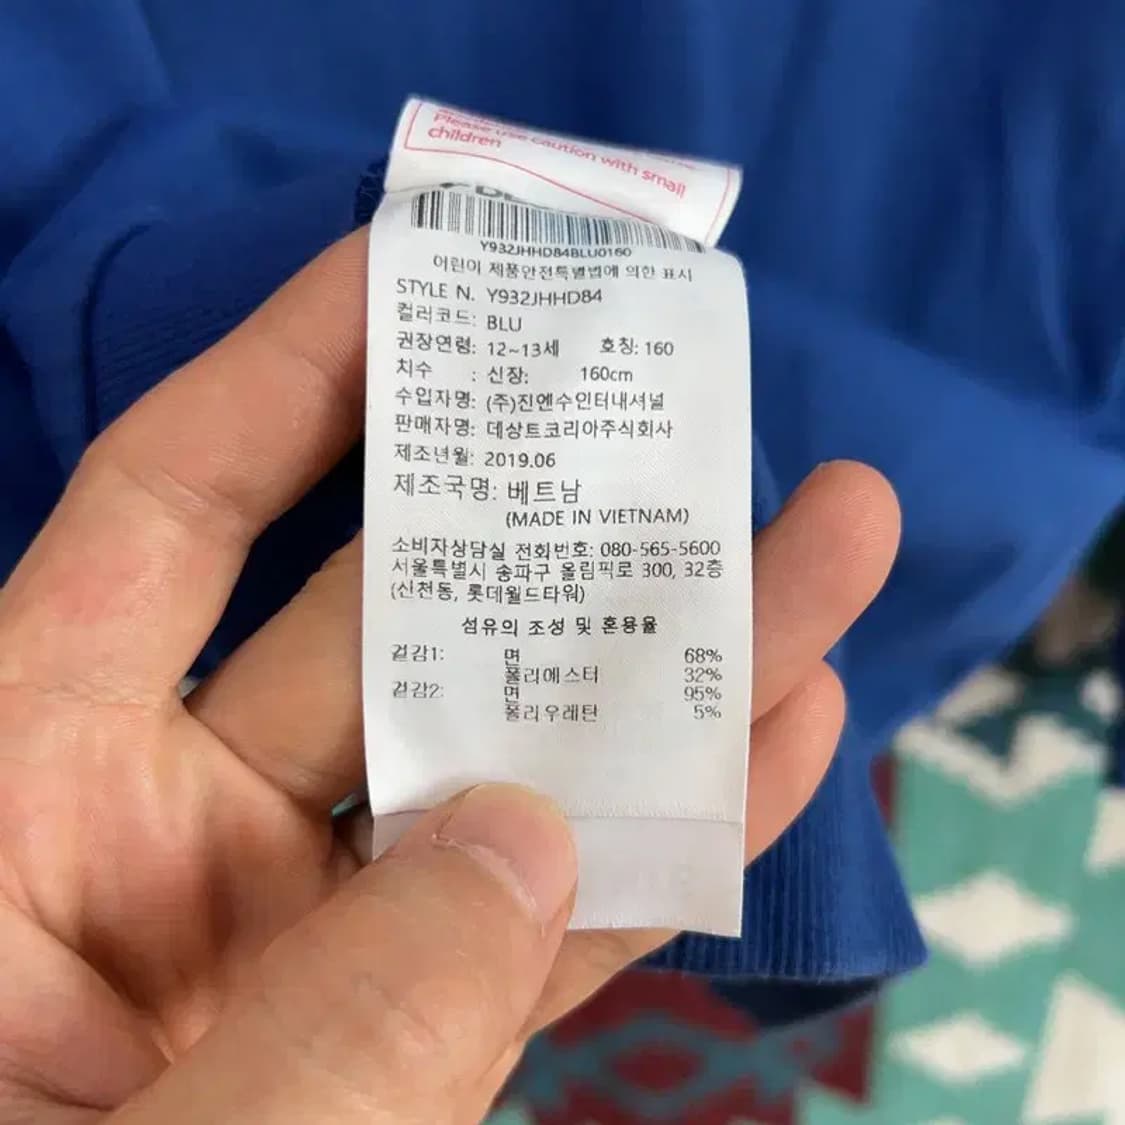 Please use caution with small
children
Y932JHHD84BLU0160
어린이 제품안전특별법에 의한 표시
STYLE N. Y932JHHD84
컬러코드: BLU
권장연령: 12~13세 호칭: 160
치수 : 신장: 160cm
수입자명: (주)진엔수인터내셔널
판매자명: 데상트코리아주식회사
제조년월: 2019.06
제조국명: 베트남
(MADE IN VIETNAM)
소비자상담실 전화번호: 080-565-5600
서울특별시 송파구 올림픽로 300, 32층
(신천동, 롯데월드타워)
섬유의 조성 및 혼용율
겉감1: 면 68%
폴리에스터 32%
겉감2: 면 95%
폴리우레탄 5%